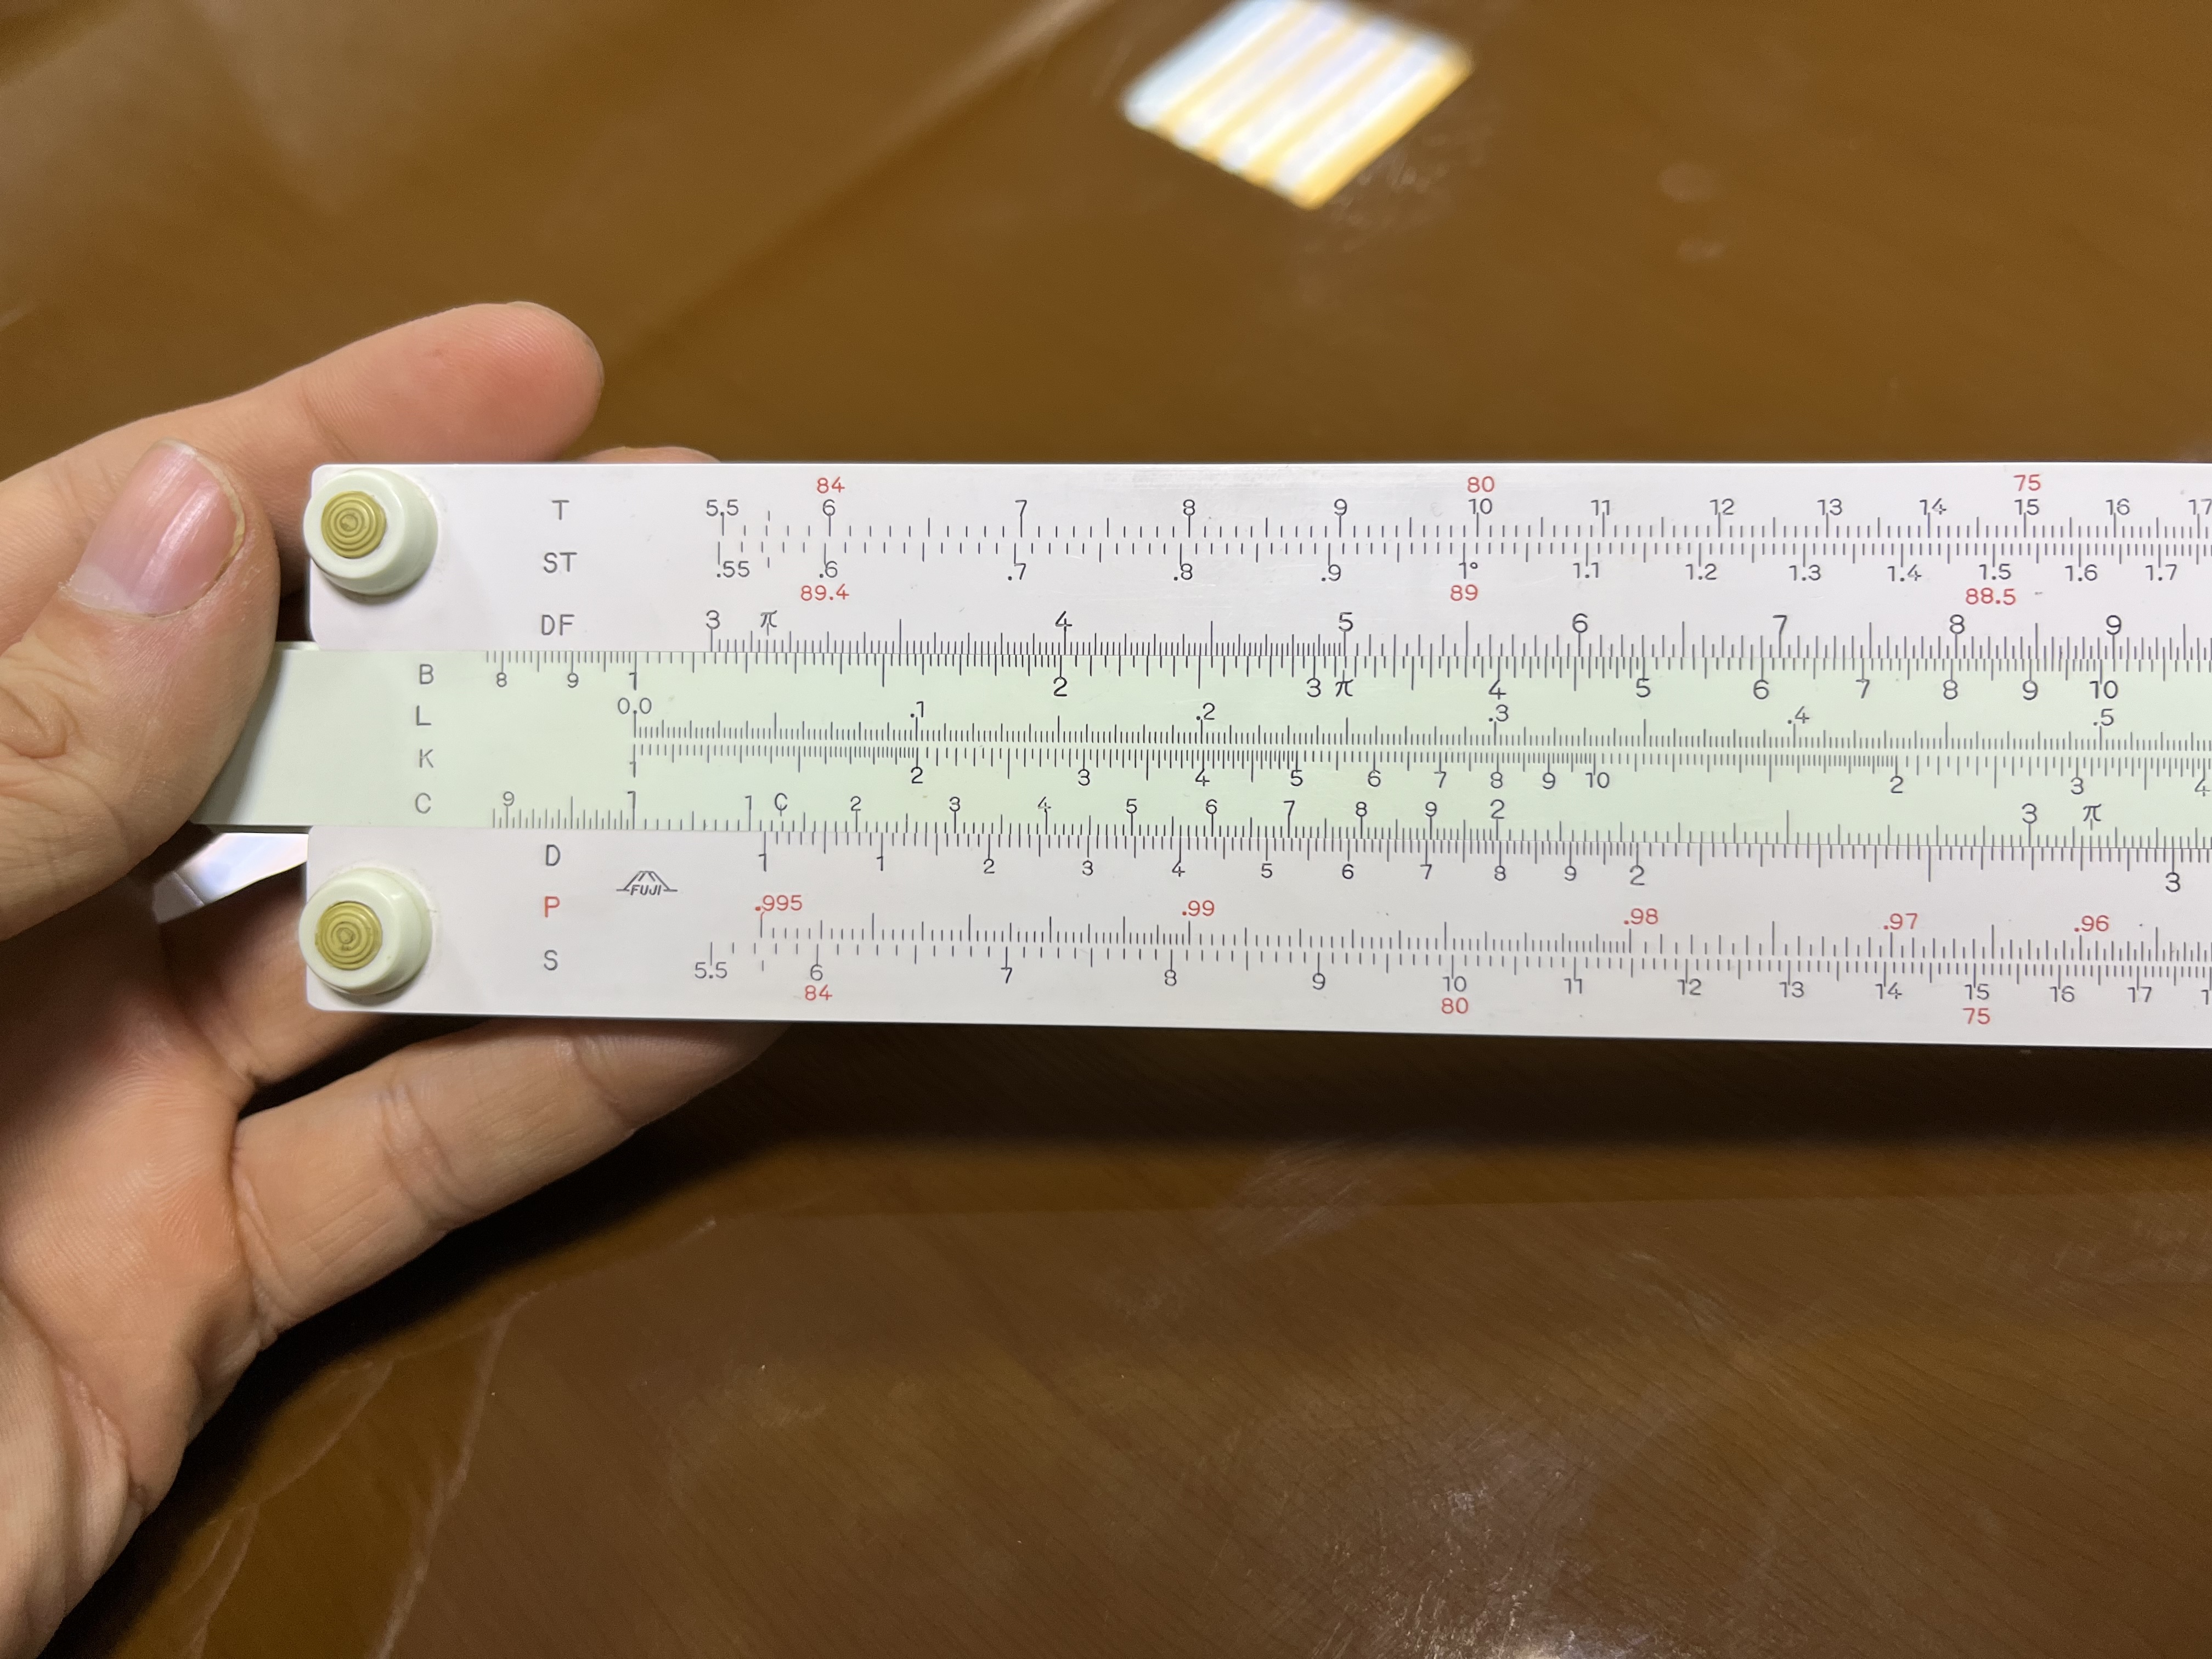 84 80 75
T 5.5 6 7 8 9 10 11 12 13 14 15 16 17
ST .55 .6 .7 .8 .9 1° 1.1 1.2 1.3 1.4 1.5 1.6 1.7
89.4 89 88.5
DF 3 π 4 5 6 7 8 9
B 8 9 1 2 3 π 4 5 6 7 8 9 10
L 0.0 .1 .2 .3 .4 .5
K 1 2 3 4 5 6 7 8 9 10 2 3 4
C 9 1 1 C 2 3 4 5 6 7 8 9 2 3 π
D 1 1 2 3 4 5 6 7 8 9 2 3
FUJI
P .995 .99 .98 .97 .96
S 5.5 6 7 8 9 10 11 12 13 14 15 16 17
84 80 75